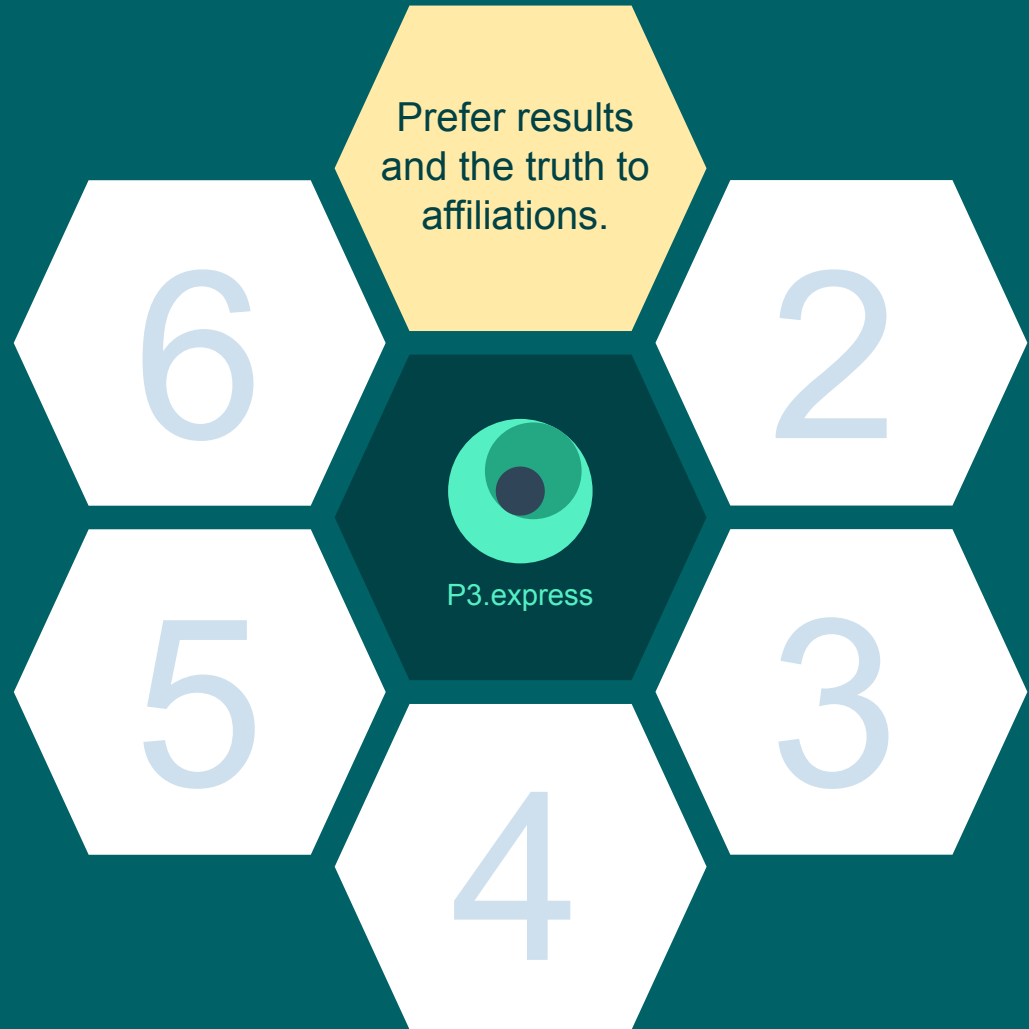 Prefer results
and the truth to
affiliations.
6
2
P3.express
5
3
4